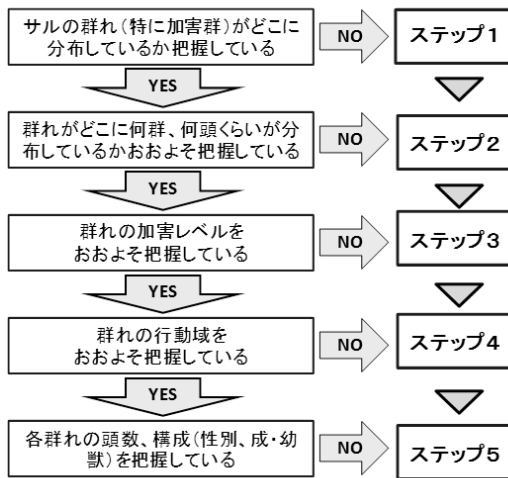 サルの群れ(特に加害群)がどこに
分布しているか把握している
NO
ステップ1
YES
群れがどこに何群、何頭くらいが分
布しているかおおよそ把握している
NO
ステップ2
YES
群れの加害レベルを
おおよそ把握している
NO
ステップ3
YES
群れの行動域を
おおよそ把握している
NO
ステップ4
YES
各群れの頭数、構成(性別、成・幼
獣)を把握している
NO
ステップ5